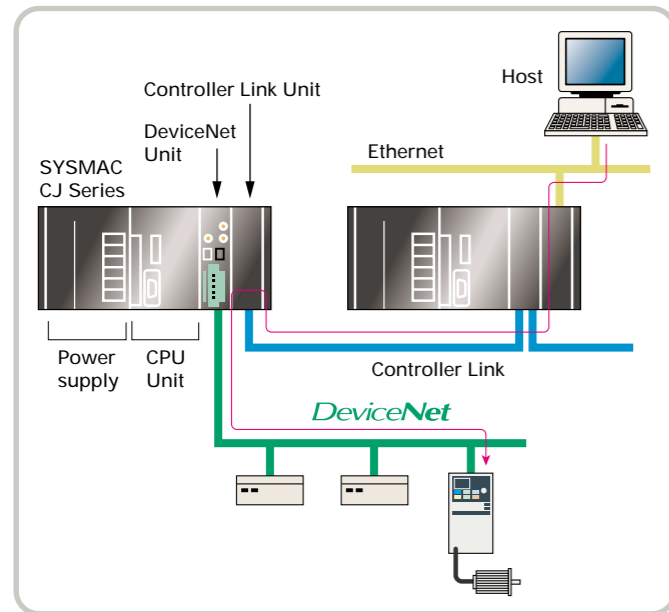 Host
Controller Link Unit
DeviceNet
Unit
Ethernet
SYSMAC
CJ Series
Power
supply
CPU
Unit
Controller Link
DeviceNet